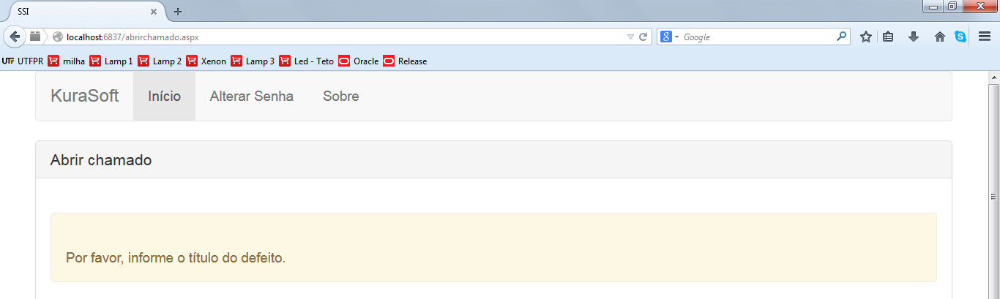 SSI
localhost:6837/abrirchamado.aspx
Google
UTF UTFPR milha Lamp 1 Lamp 2 Xenon Lamp 3 Led - Teto Oracle Release
KuraSoft Início Alterar Senha Sobre
Abrir chamado
Por favor, informe o título do defeito.